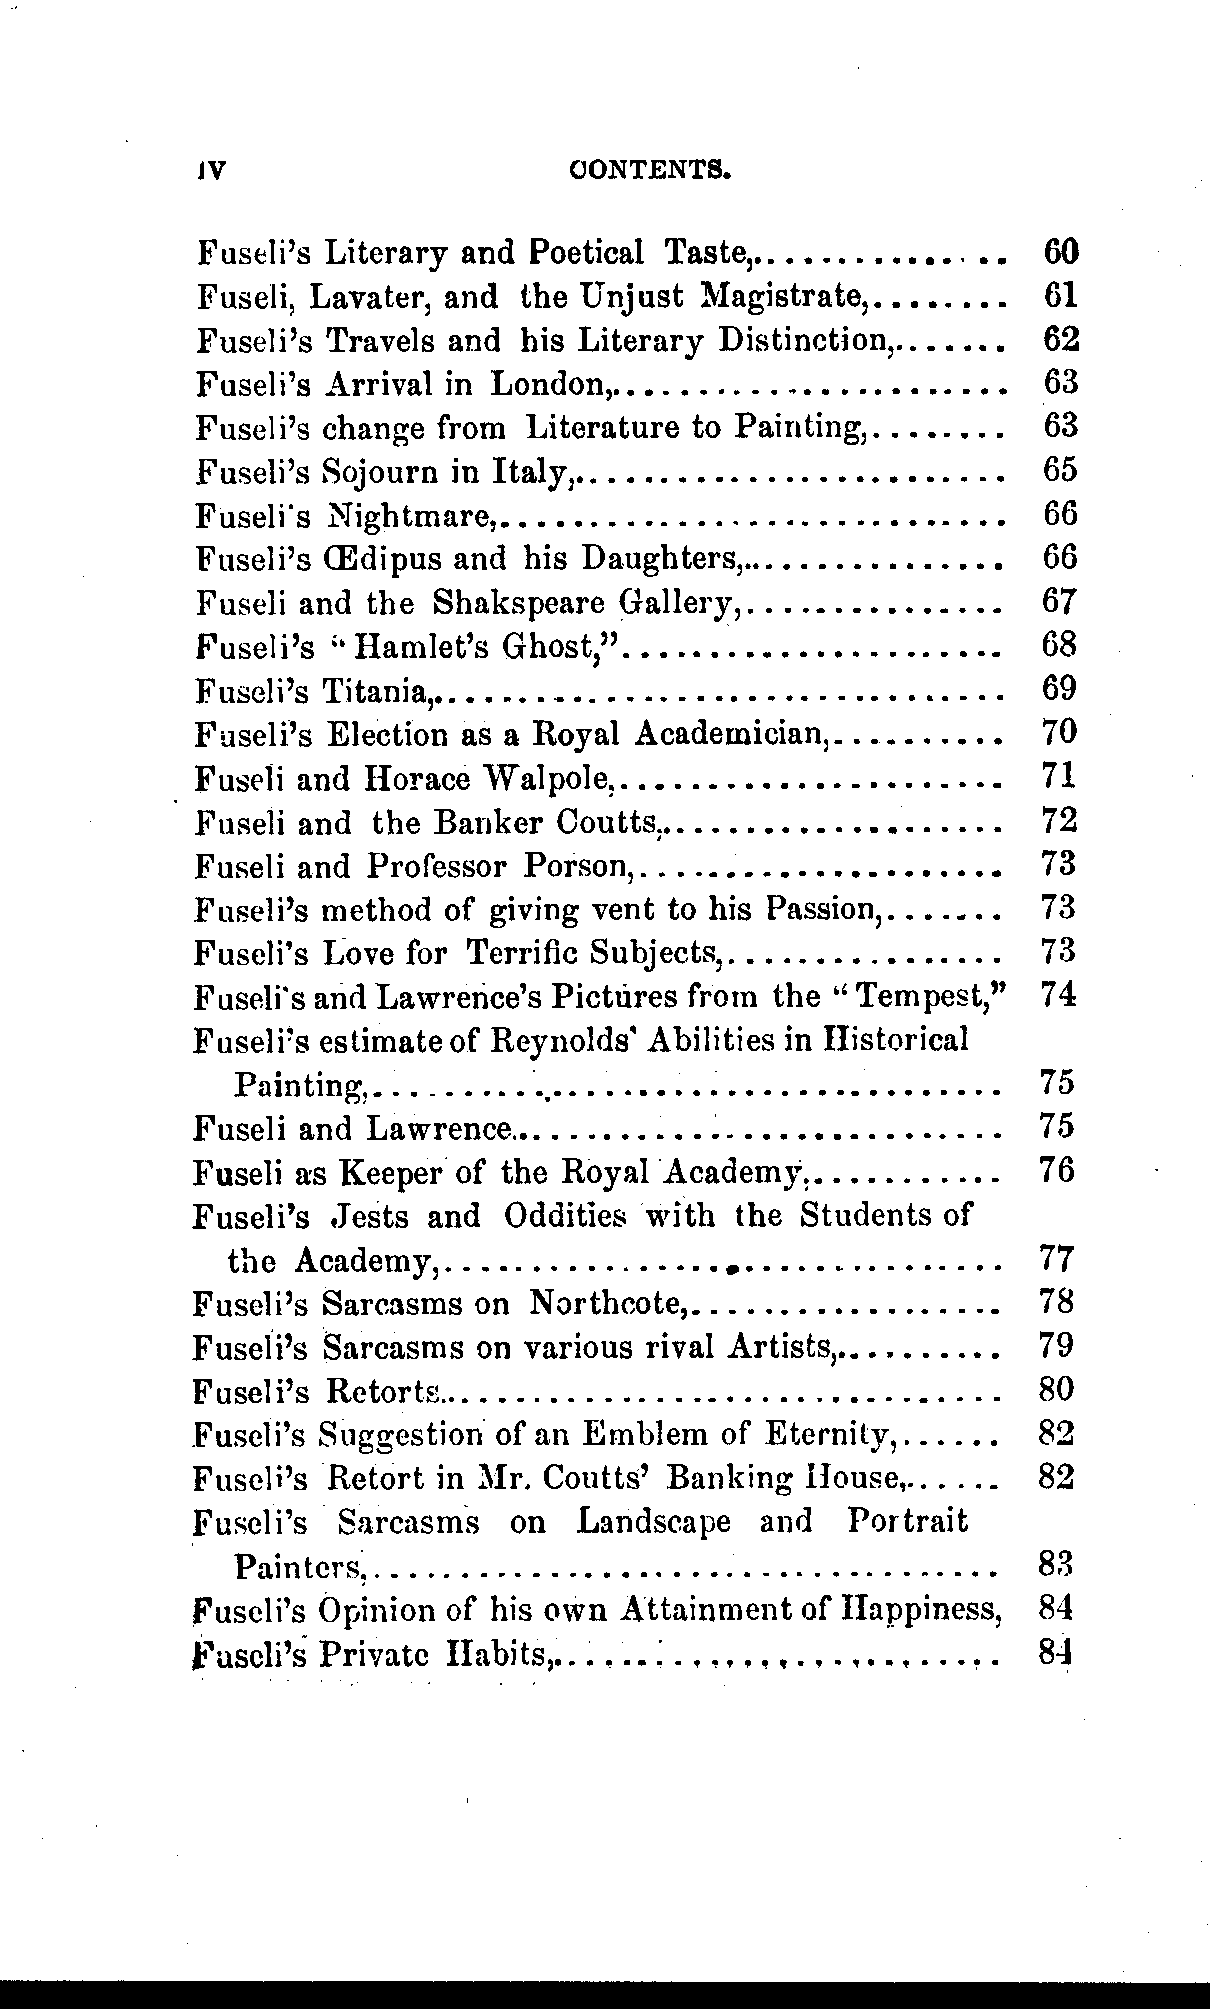 IV CONTENTS.
Fuseli's Literary and Poetical Taste,............... 60
Fuseli, Lavater, and the Unjust Magistrate,........ 61
Fuseli's Travels and his Literary Distinction,....... 62
Fuseli's Arrival in London,...................... 63
Fuseli's change from Literature to Painting,........ 63
Fuseli's Sojourn in Italy,........................ 65
Fuseli's Nightmare,............................. 66
Fuseli's Œdipus and his Daughters,............... 66
Fuseli and the Shakspeare Gallery,............... 67
Fuseli's "Hamlet's Ghost,"...................... 68
Fuseli's Titania,................................ 69
Fuseli's Election as a Royal Academician,.......... 70
Fuseli and Horace Walpole,...................... 71
Fuseli and the Banker Coutts,.................... 72
Fuseli and Professor Porson,..................... 73
Fuseli's method of giving vent to his Passion,....... 73
Fuseli's Love for Terrific Subjects,................ 73
Fuseli's and Lawrence's Pictures from the "Tempest," 74
Fuseli's estimate of Reynolds' Abilities in Historical
Painting,.................................... 75
Fuseli and Lawrence............................. 75
Fuseli as Keeper of the Royal Academy,........... 76
Fuseli's Jests and Oddities with the Students of
the Academy,................................ 77
Fuseli's Sarcasms on Northcote,.................. 78
Fuseli's Sarcasms on various rival Artists,.......... 79
Fuseli's Retorts................................ 80
Fuseli's Suggestion of an Emblem of Eternity,...... 82
Fuseli's Retort in Mr. Coutts' Banking House,...... 82
Fuseli's Sarcasms on Landscape and Portrait
Painters,.................................... 83
Fuseli's Opinion of his own Attainment of Happiness, 84
Fuseli's Private Habits,......................... 84